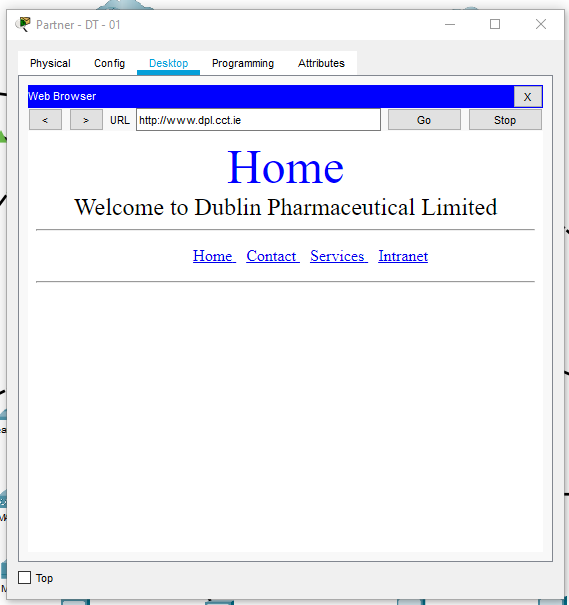 Partner - DT - 01
Physical Config Desktop Programming Attributes
Web Browser X
< > URL http://www.dpl.cct.ie Go Stop
Home
Welcome to Dublin Pharmaceutical Limited
Home Contact Services Intranet
Top